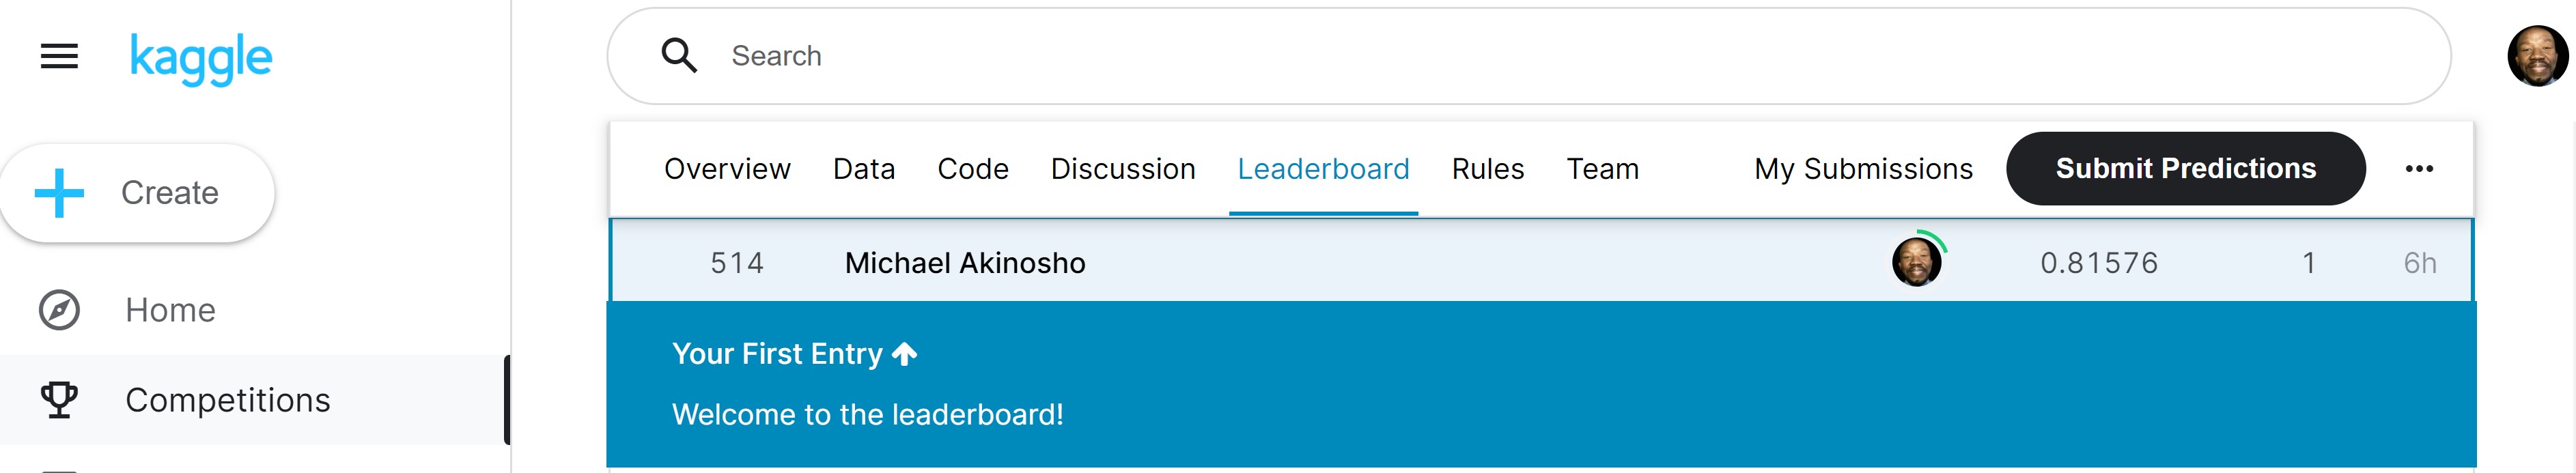 kaggle
Search
Create
Home
Competitions
Overview Data Code Discussion Leaderboard Rules Team My Submissions Submit Predictions
514 Michael Akinosho 0.81576 1 6h
Your First Entry
Welcome to the leaderboard!